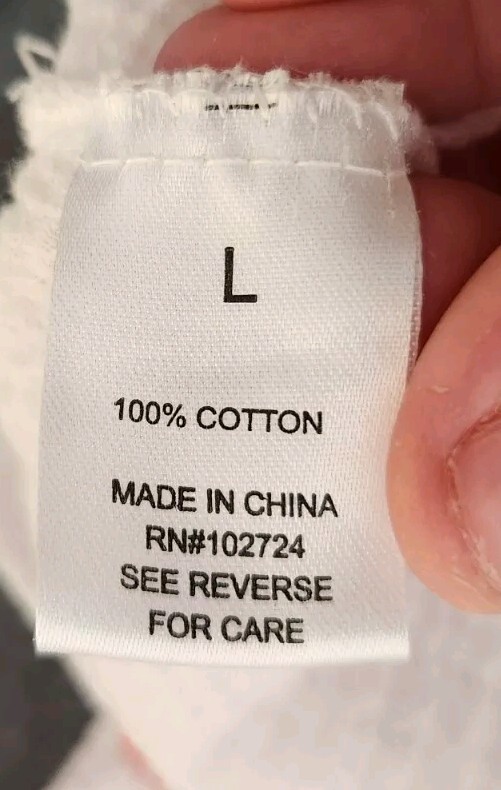 L
100% COTTON
MADE IN CHINA
RN#102724
SEE REVERSE
FOR CARE